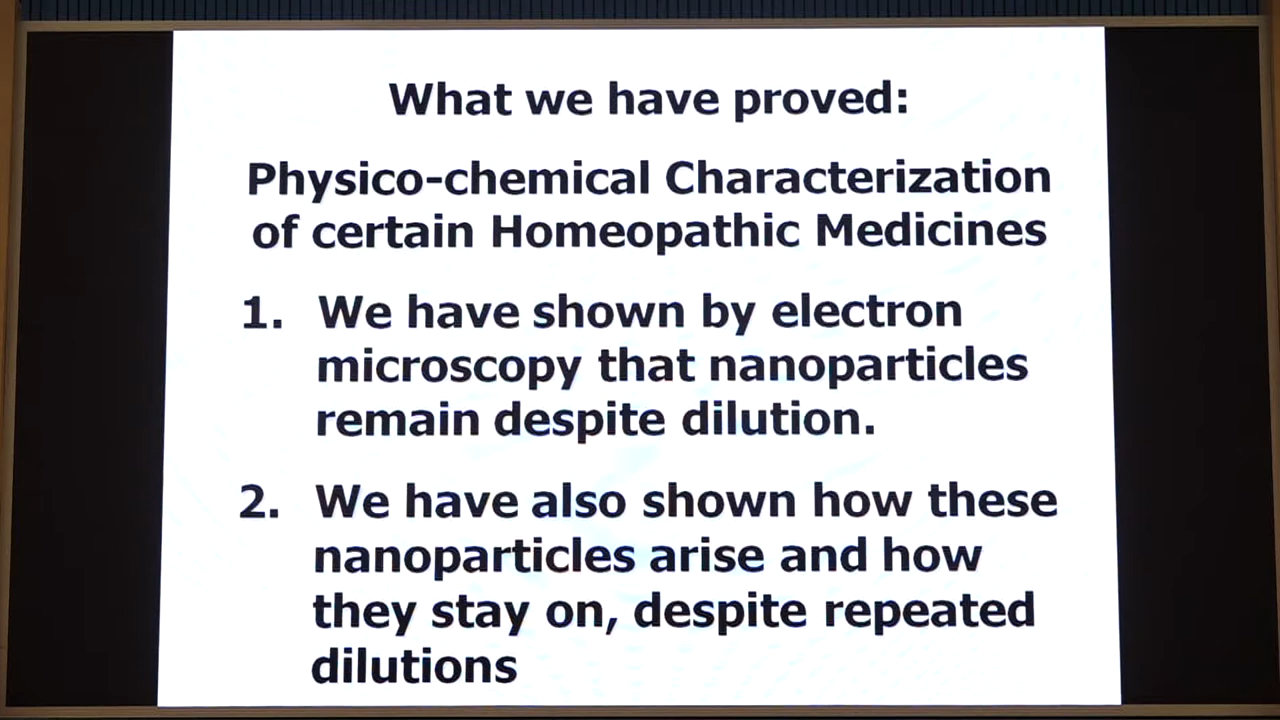 What we have proved:
Physico-chemical Characterization
of certain Homeopathic Medicines
1. We have shown by electron
microscopy that nanoparticles
remain despite dilution.
2. We have also shown how these
nanoparticles arise and how
they stay on, despite repeated
dilutions